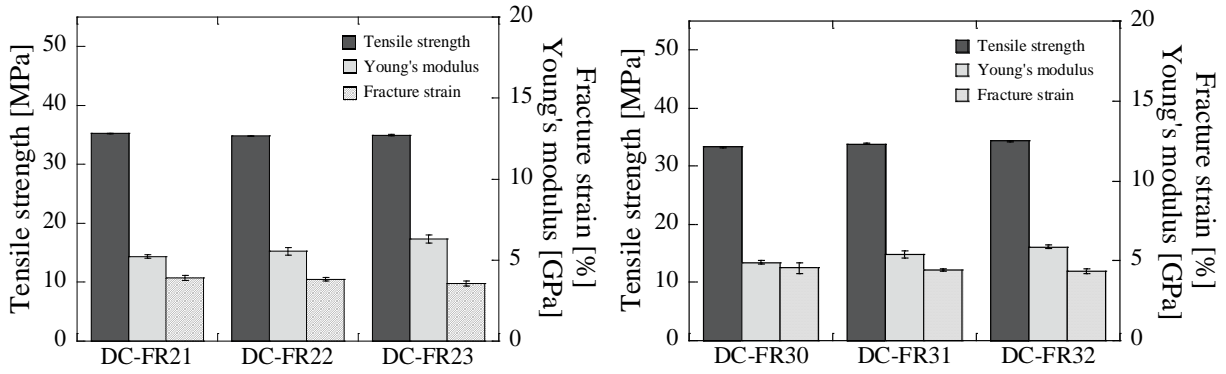 Tensile strength [MPa]
50
40
30
20
10
0
Tensile strength
Young's modulus
Fracture strain
DC-FR21 DC-FR22 DC-FR23
20
15
10
5
0
Young's modulus [GPa]
Fracture strain [%]
Tensile strength [MPa]
50
40
30
20
10
0
Tensile strength
Young's modulus
Fracture strain
DC-FR30 DC-FR31 DC-FR32
20
15
10
5
0
Young's modulus [GPa]
Fracture strain [%]